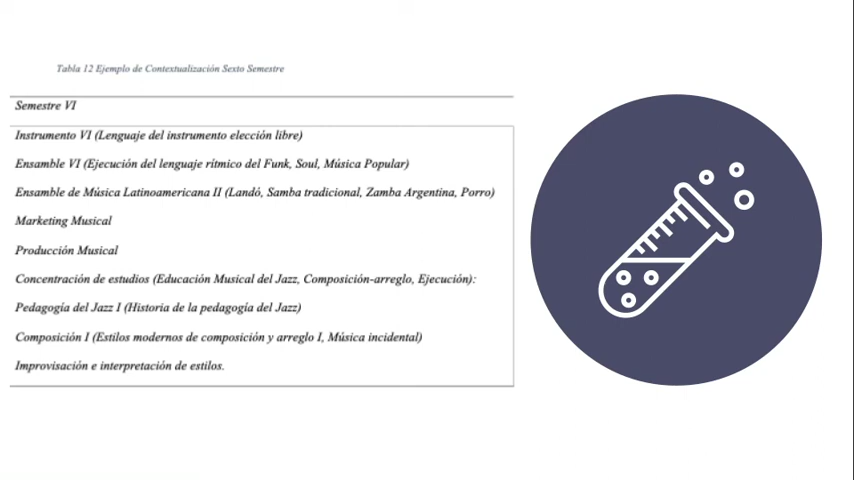 Tabla 12 Ejemplo de Contextualización Sexto Semestre
Semestre VI
Instrumento VI (Lenguaje del instrumento elección libre)
Ensamble VI (Ejecución del lenguaje rítmico del Funk, Soul, Música Popular)
Ensamble de Música Latinoamericana II (Landó, Samba tradicional, Zamba Argentina, Porro)
Marketing Musical
Producción Musical
Concentración de estudios (Educación Musical del Jazz, Composición-arreglo, Ejecución):
Pedagogía del Jazz I (Historia de la pedagogía del Jazz)
Composición I (Estilos modernos de composición y arreglo I, Música incidental)
Improvisación e interpretación de estilos.